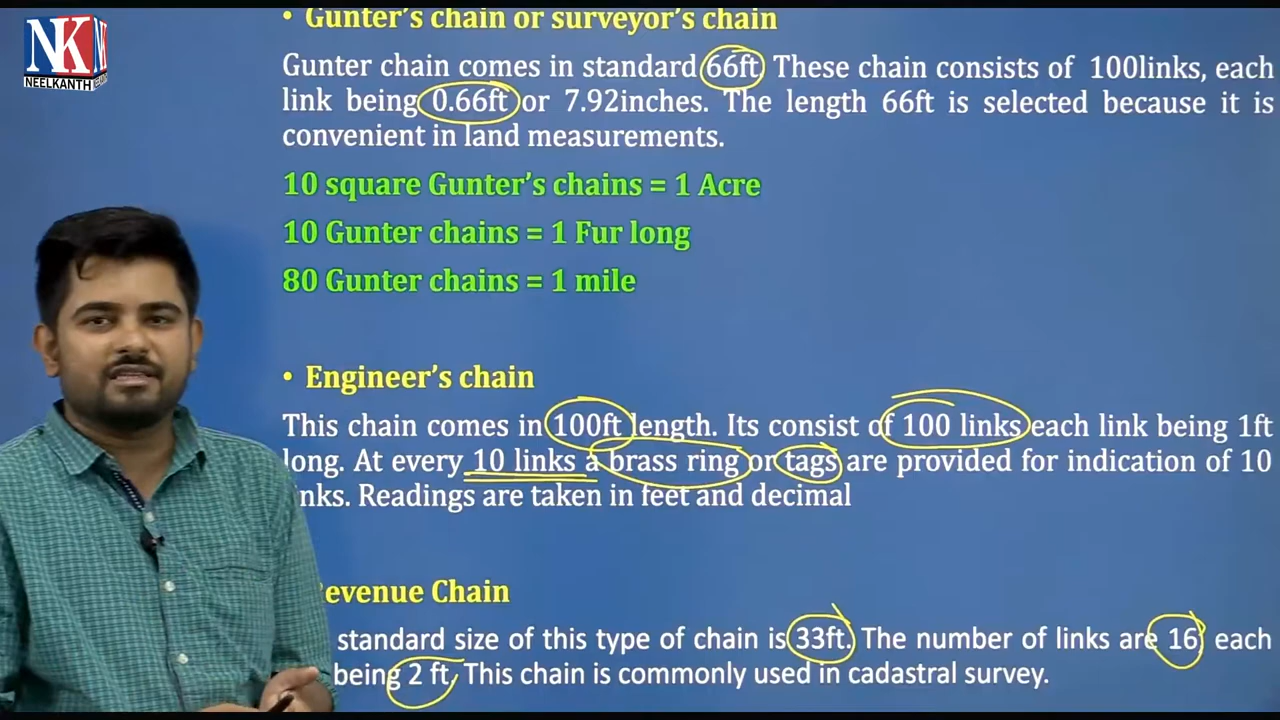 NK
NEELKANTH
• Gunter's chain or surveyor's chain
Gunter chain comes in standard 66ft. These chain consists of 100links, each
link being 0.66ft or 7.92inches. The length 66ft is selected because it is
convenient in land measurements.
10 square Gunter's chains = 1 Acre
10 Gunter chains = 1 Fur long
80 Gunter chains = 1 mile
• Engineer's chain
This chain comes in 100ft length. Its consist of 100 links each link being 1ft
long. At every 10 links a brass ring or tags are provided for indication of 10
nks. Readings are taken in feet and decimal
evenue Chain
standard size of this type of chain is 33ft. The number of links are 16, each
being 2 ft. This chain is commonly used in cadastral survey.